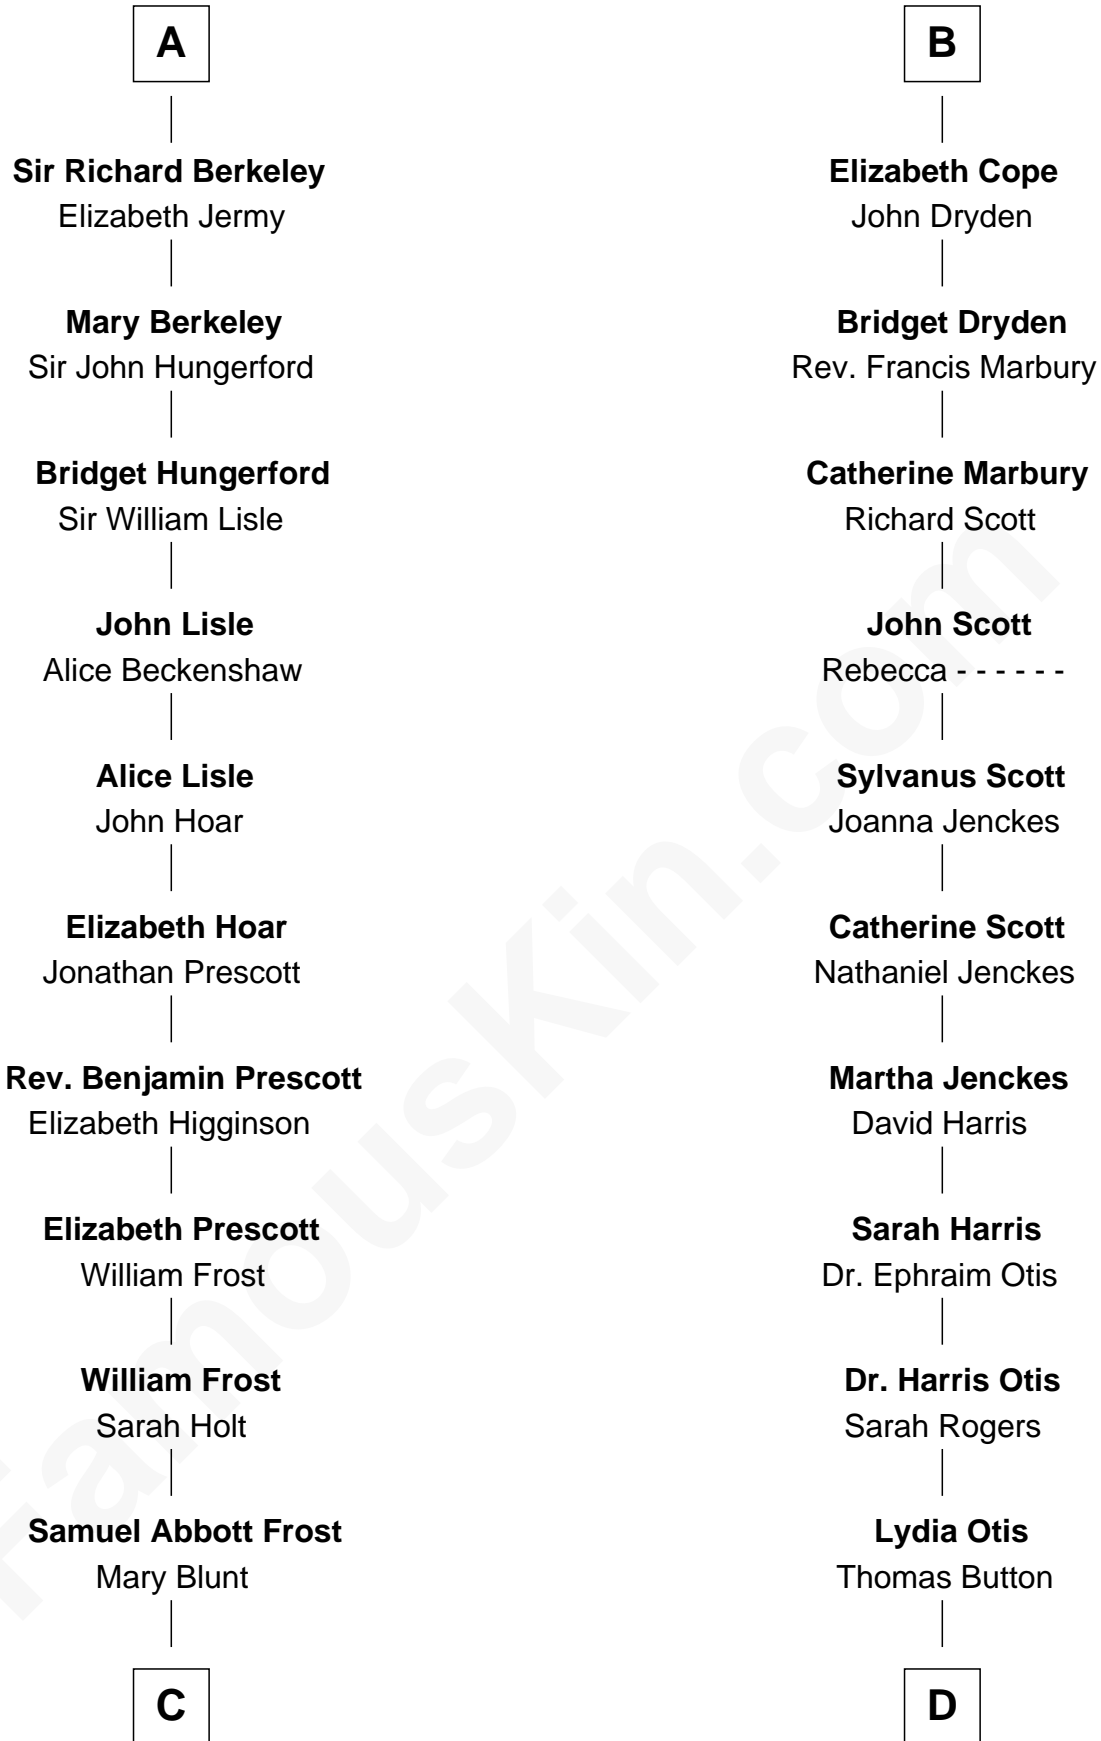 A
Sir Richard Berkeley
Elizabeth Jermy
Mary Berkeley
Sir John Hungerford
Bridget Hungerford
Sir William Lisle
John Lisle
Alice Beckenshaw
Alice Lisle
John Hoar
Elizabeth Hoar
Jonathan Prescott
Rev. Benjamin Prescott
Elizabeth Higginson
Elizabeth Prescott
William Frost
William Frost
Sarah Holt
Samuel Abbott Frost
Mary Blunt
C
B
Elizabeth Cope
John Dryden
Bridget Dryden
Rev. Francis Marbury
Catherine Marbury
Richard Scott
John Scott
Rebecca - - - - - -
Sylvanus Scott
Joanna Jenckes
Catherine Scott
Nathaniel Jenckes
Martha Jenckes
David Harris
Sarah Harris
Dr. Ephraim Otis
Dr. Harris Otis
Sarah Rogers
Lydia Otis
Thomas Button
D
FamousKin.com